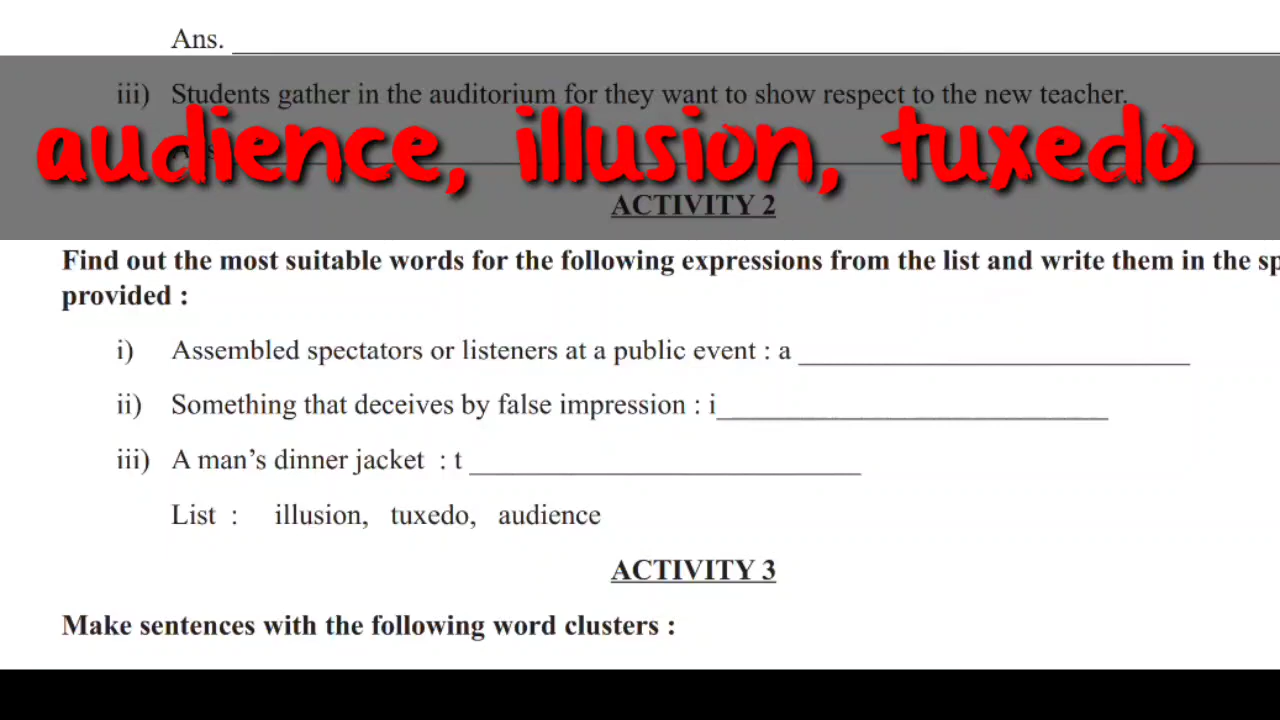 Ans.
iii) Students gather in the auditorium for they want to show respect to the new teacher.
audience, illusion, tuxedo
ACTIVITY 2
Find out the most suitable words for the following expressions from the list and write them in the sp
provided :
i) Assembled spectators or listeners at a public event : a
ii) Something that deceives by false impression : i
iii) A man's dinner jacket : t
List : illusion, tuxedo, audience
ACTIVITY 3
Make sentences with the following word clusters :